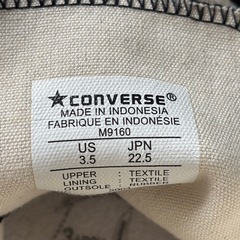 ★CONVERSE®
MADE IN INDONESIA
FABRIQUE EN INDONÉSIE
M9160
US JPN
3.5 22.5
UPPER : TEXTILE
LINING : TEXTILE
OUTSOLE : RUBBER